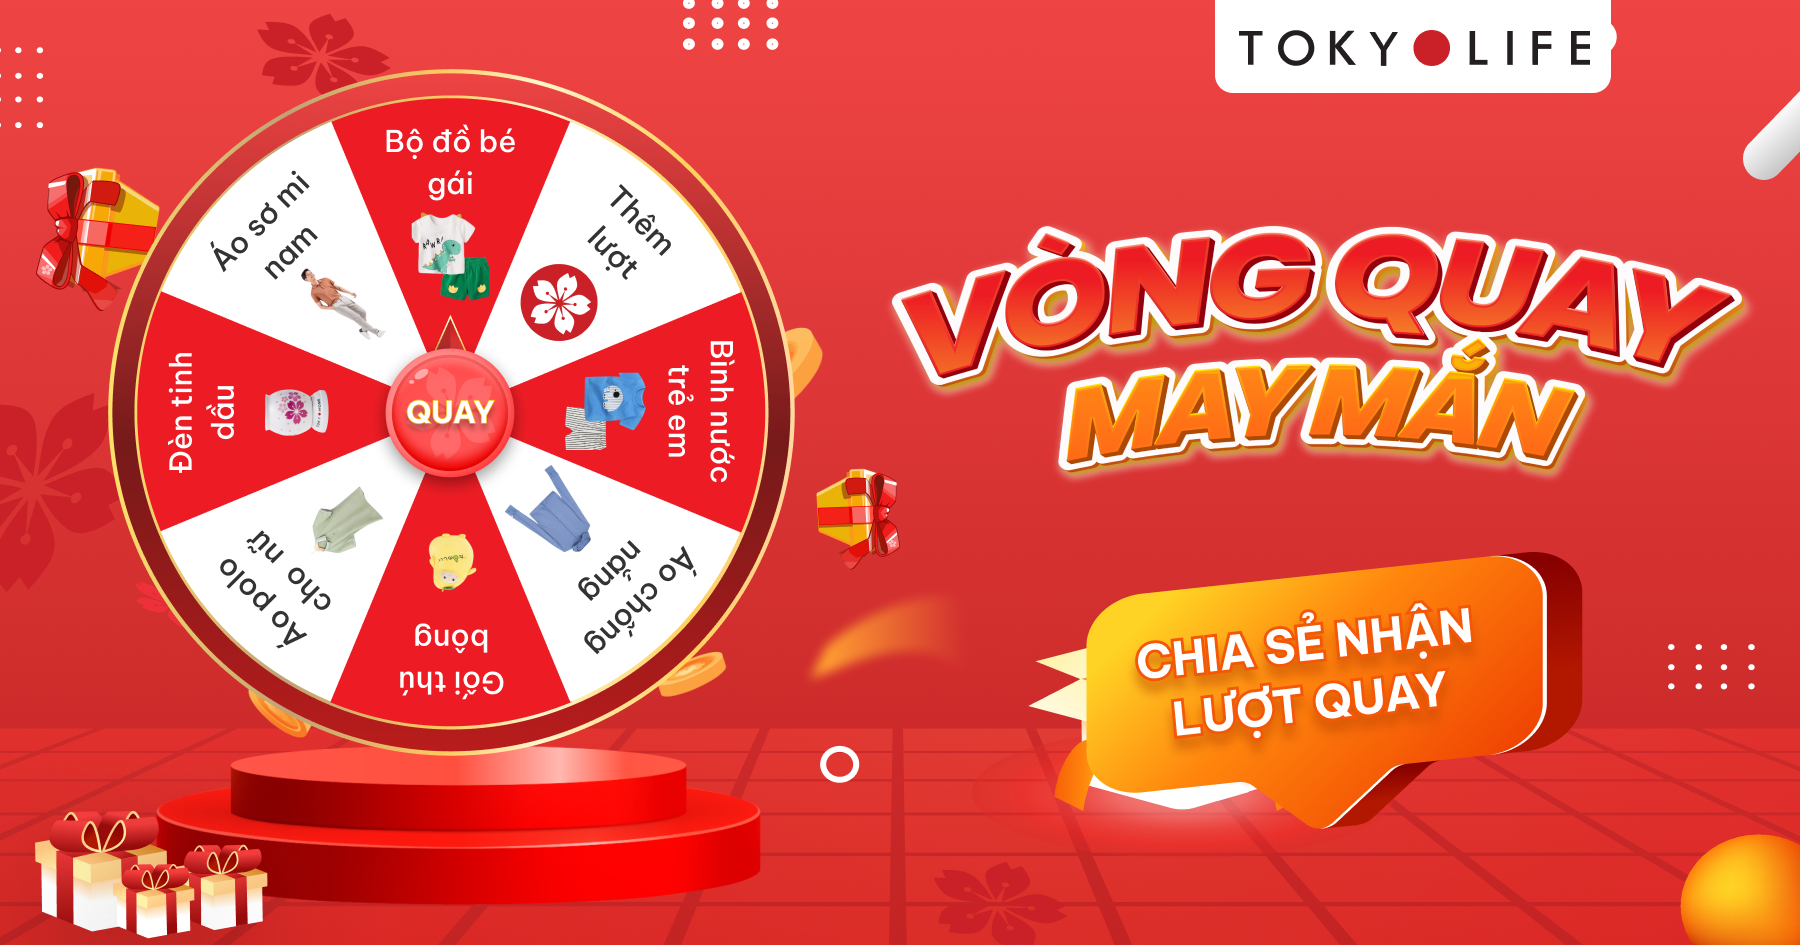 TOKYOLIFE
Bộ đồ bé
gái
Thêm
lượt
Bình nước
trẻ em
Áo chống
nắng
Gối thú
bông
Áo polo
cho nữ
Đèn tinh
dầu
Áo sơ mi
nam
QUAY
VÒNG QUAY
MAY MẮN
CHIA SẺ NHẬN
LƯỢT QUAY